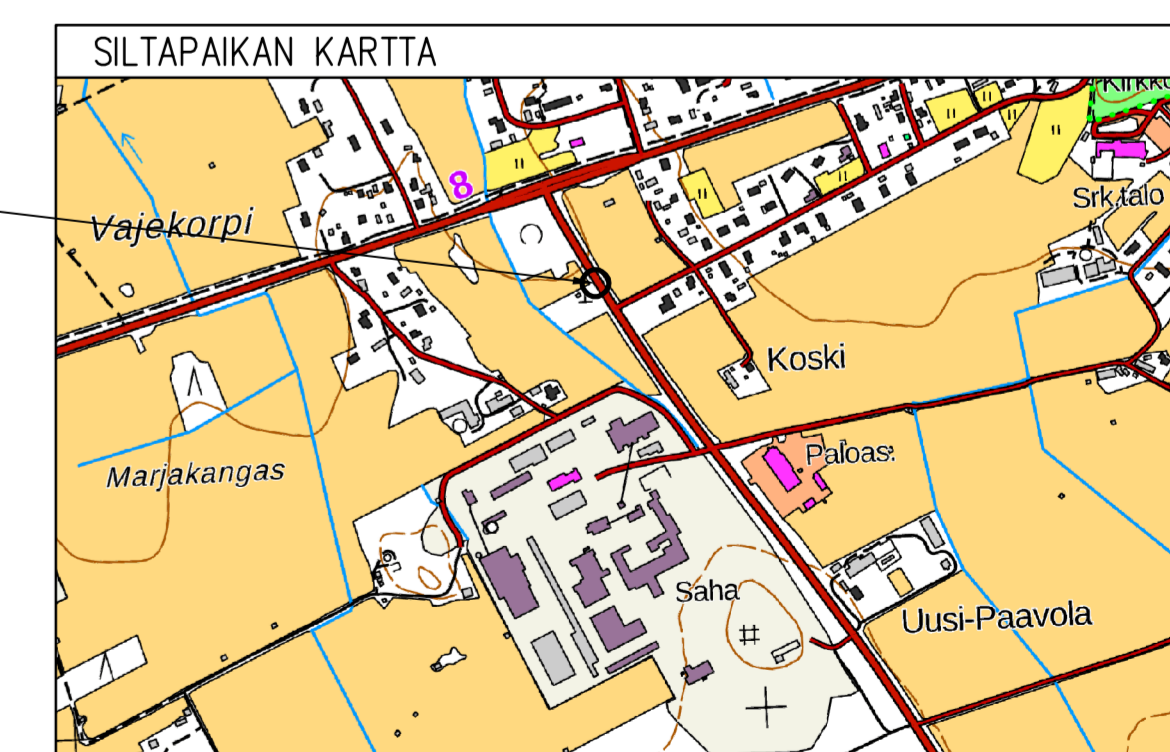 SILTAPAIKAN KARTTA
8
Vajekorpi
Srk.talo
Koski
Marjakangas
Paloas.
Saha
Uusi-Paavola